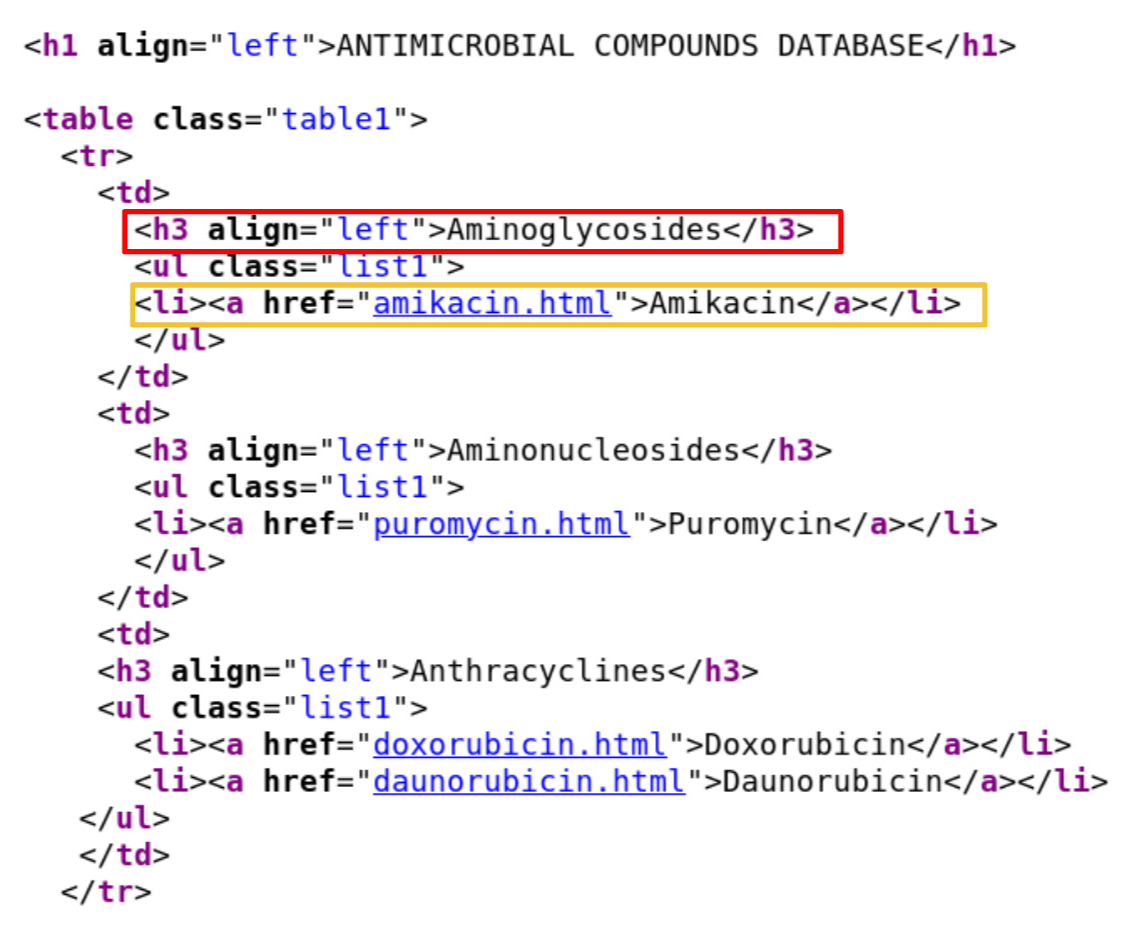 <h1 align="left">ANTIMICROBIAL COMPOUNDS DATABASE</h1>
<table class="table1">
<tr>
<td>
<h3 align="left">Aminoglycosides</h3>
<ul class="list1">
<li><a href="amikacin.html">Amikacin</a></li>
</ul>
</td>
<td>
<h3 align="left">Aminonucleosides</h3>
<ul class="list1">
<li><a href="puromycin.html">Puromycin</a></li>
</ul>
</td>
<td>
<h3 align="left">Anthracyclines</h3>
<ul class="list1">
<li><a href="doxorubicin.html">Doxorubicin</a></li>
<li><a href="daunorubicin.html">Daunorubicin</a></li>
</ul>
</td>
</tr>